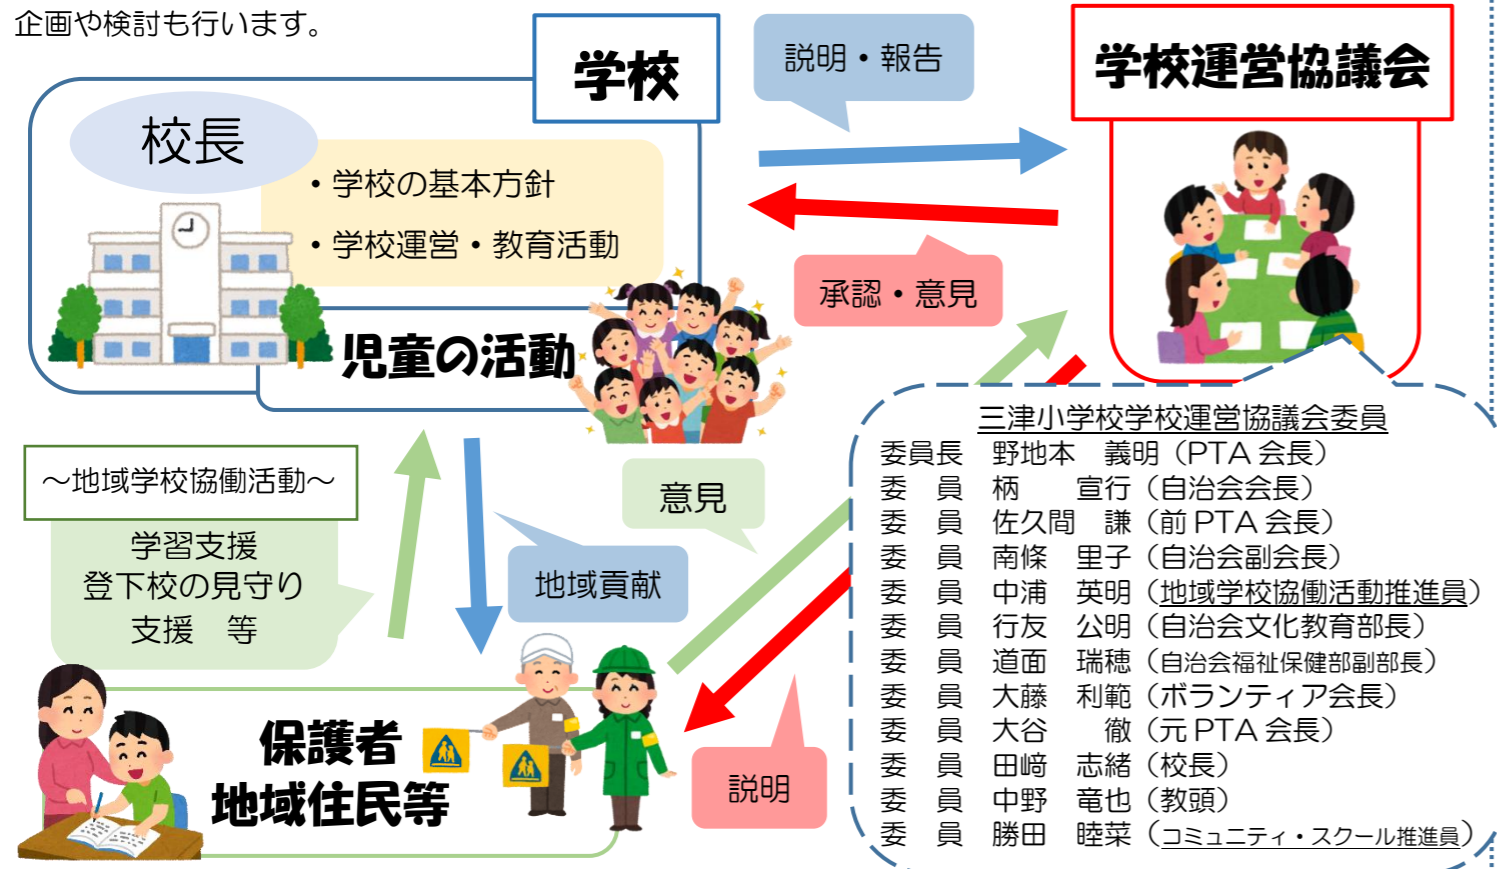 企画や検討も行います。
学校
説明・報告
学校運営協議会
校長
・学校の基本方針
・学校運営・教育活動
承認・意見
児童の活動
～地域学校協働活動～
学習支援
登下校の見守り
支援　等
地域貢献
意見
説明
保護者
地域住民等
三津小学校学校運営協議会委員
委員長　野地本　義明（PTA会長）
委　員　柄　　宣行（自治会会長）
委　員　佐久間　謙（前PTA会長）
委　員　南條　里子（自治会副会長）
委　員　中浦　英明（地域学校協働活動推進員）
委　員　行友　公明（自治会文化教育部長）
委　員　道面　瑞穂（自治会福祉保健部副部長）
委　員　大藤　利範（ボランティア会長）
委　員　大谷　　徹（元PTA会長）
委　員　田﨑　志緒（校長）
委　員　中野　竜也（教頭）
委　員　勝田　睦菜（コミュニティ・スクール推進員）